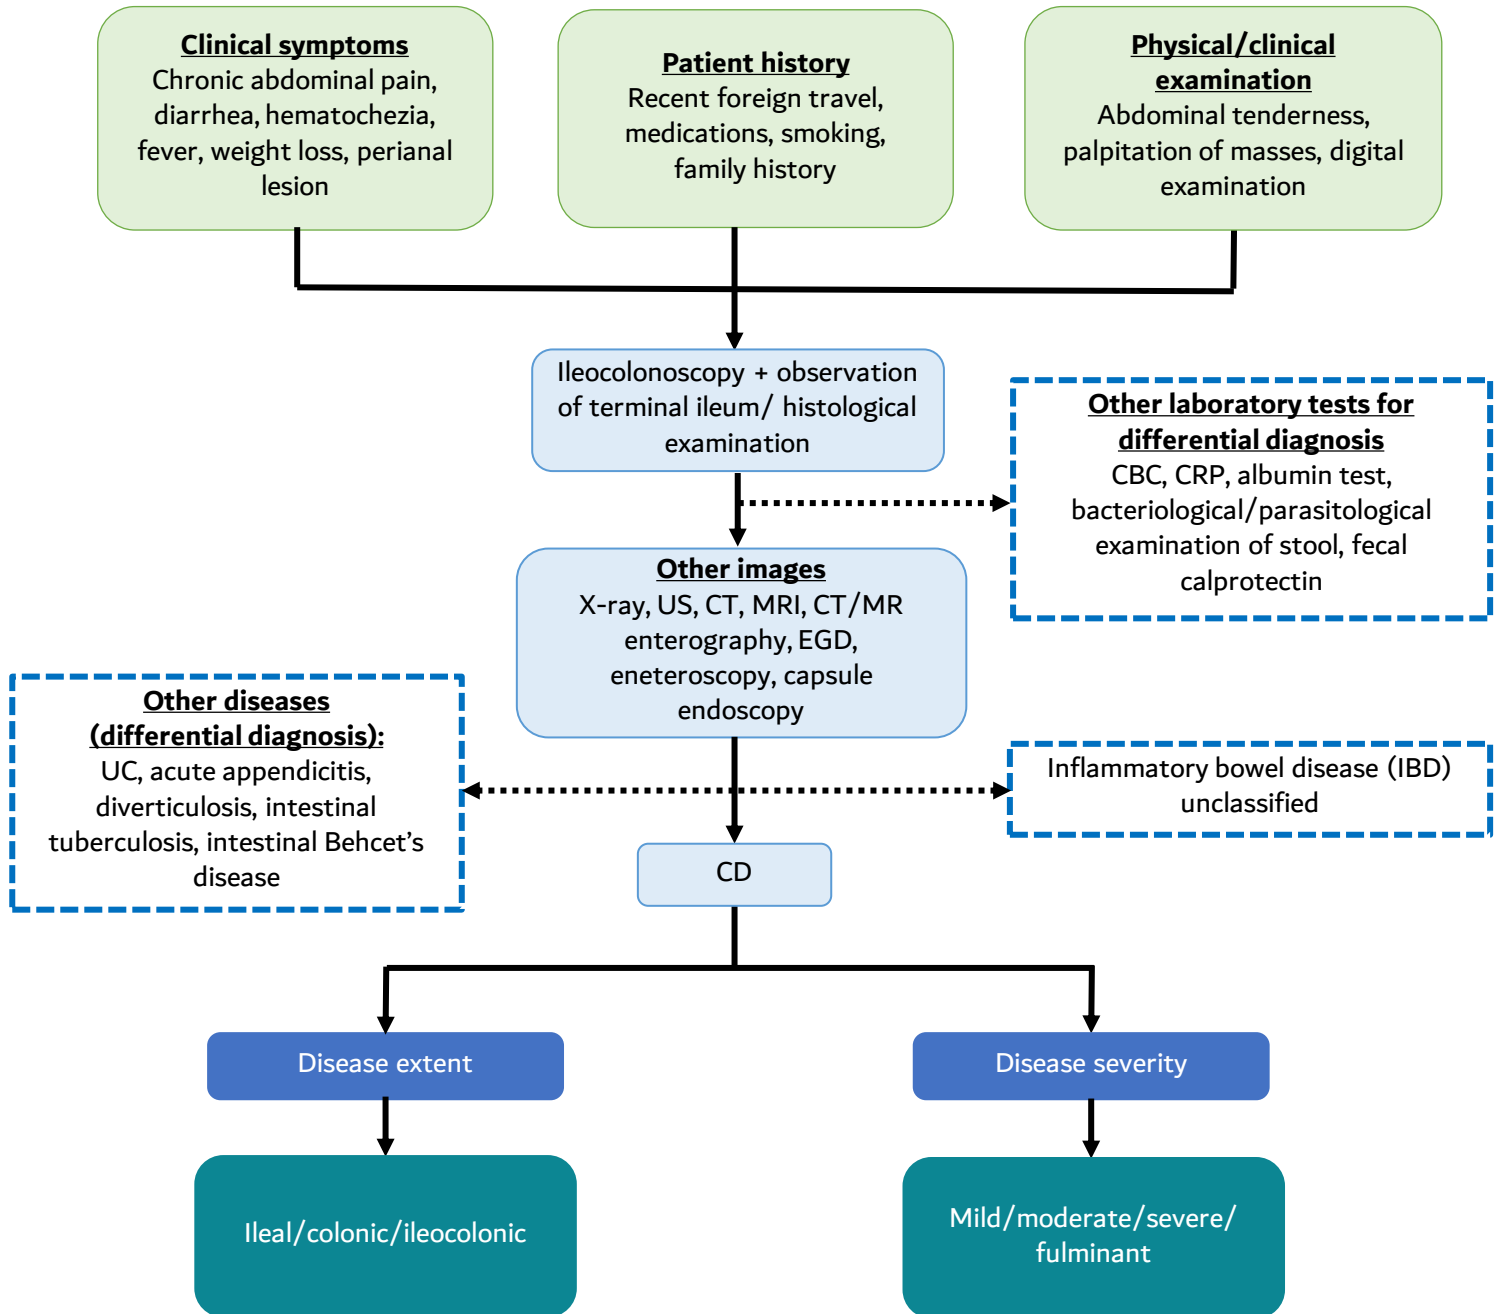 Clinical symptoms
Chronic abdominal pain,
diarrhea, hematochezia,
fever, weight loss, perianal
lesion
Patient history
Recent foreign travel,
medications, smoking,
family history
Physical/clinical
examination
Abdominal tenderness,
palpitation of masses, digital
examination
Ileocolonoscopy + observation
of terminal ileum/ histological
examination
Other laboratory tests for
differential diagnosis
CBC, CRP, albumin test,
bacteriological/parasitological
examination of stool, fecal
calprotectin
Other images
X-ray, US, CT, MRI, CT/MR
enterography, EGD,
eneteroscopy, capsule
endoscopy
Other diseases
(differential diagnosis):
UC, acute appendicitis,
diverticulosis, intestinal
tuberculosis, intestinal Behcet’s
disease
Inflammatory bowel disease (IBD)
unclassified
CD
Disease extent
Disease severity
Ileal/colonic/ileocolonic
Mild/moderate/severe/
fulminant